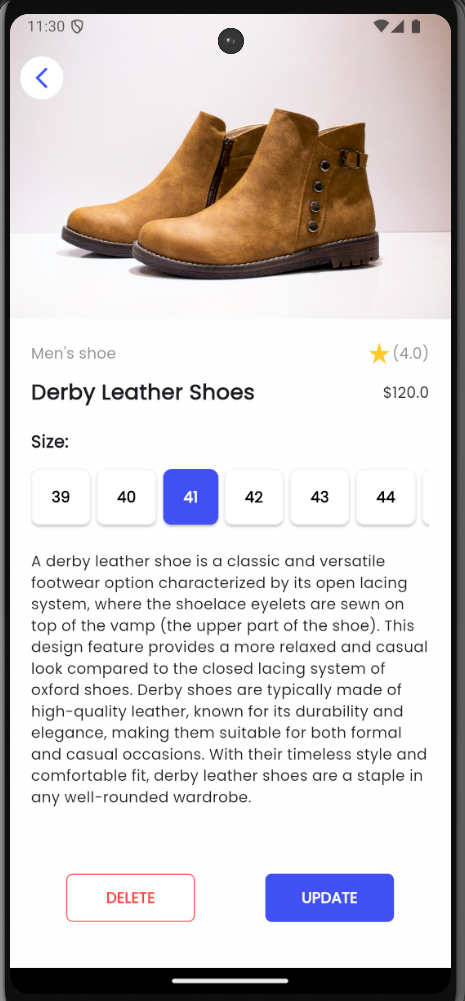 11:30
Men's shoe (4.0)
Derby Leather Shoes $120.0
Size:
39 40 41 42 43 44
A derby leather shoe is a classic and versatile
footwear option characterized by its open lacing
system, where the shoelace eyelets are sewn on
top of the vamp (the upper part of the shoe). This
design feature provides a more relaxed and casual
look compared to the closed lacing system of
oxford shoes. Derby shoes are typically made of
high-quality leather, known for its durability and
elegance, making them suitable for both formal
and casual occasions. With their timeless style and
comfortable fit, derby leather shoes are a staple in
any well-rounded wardrobe.
DELETE UPDATE